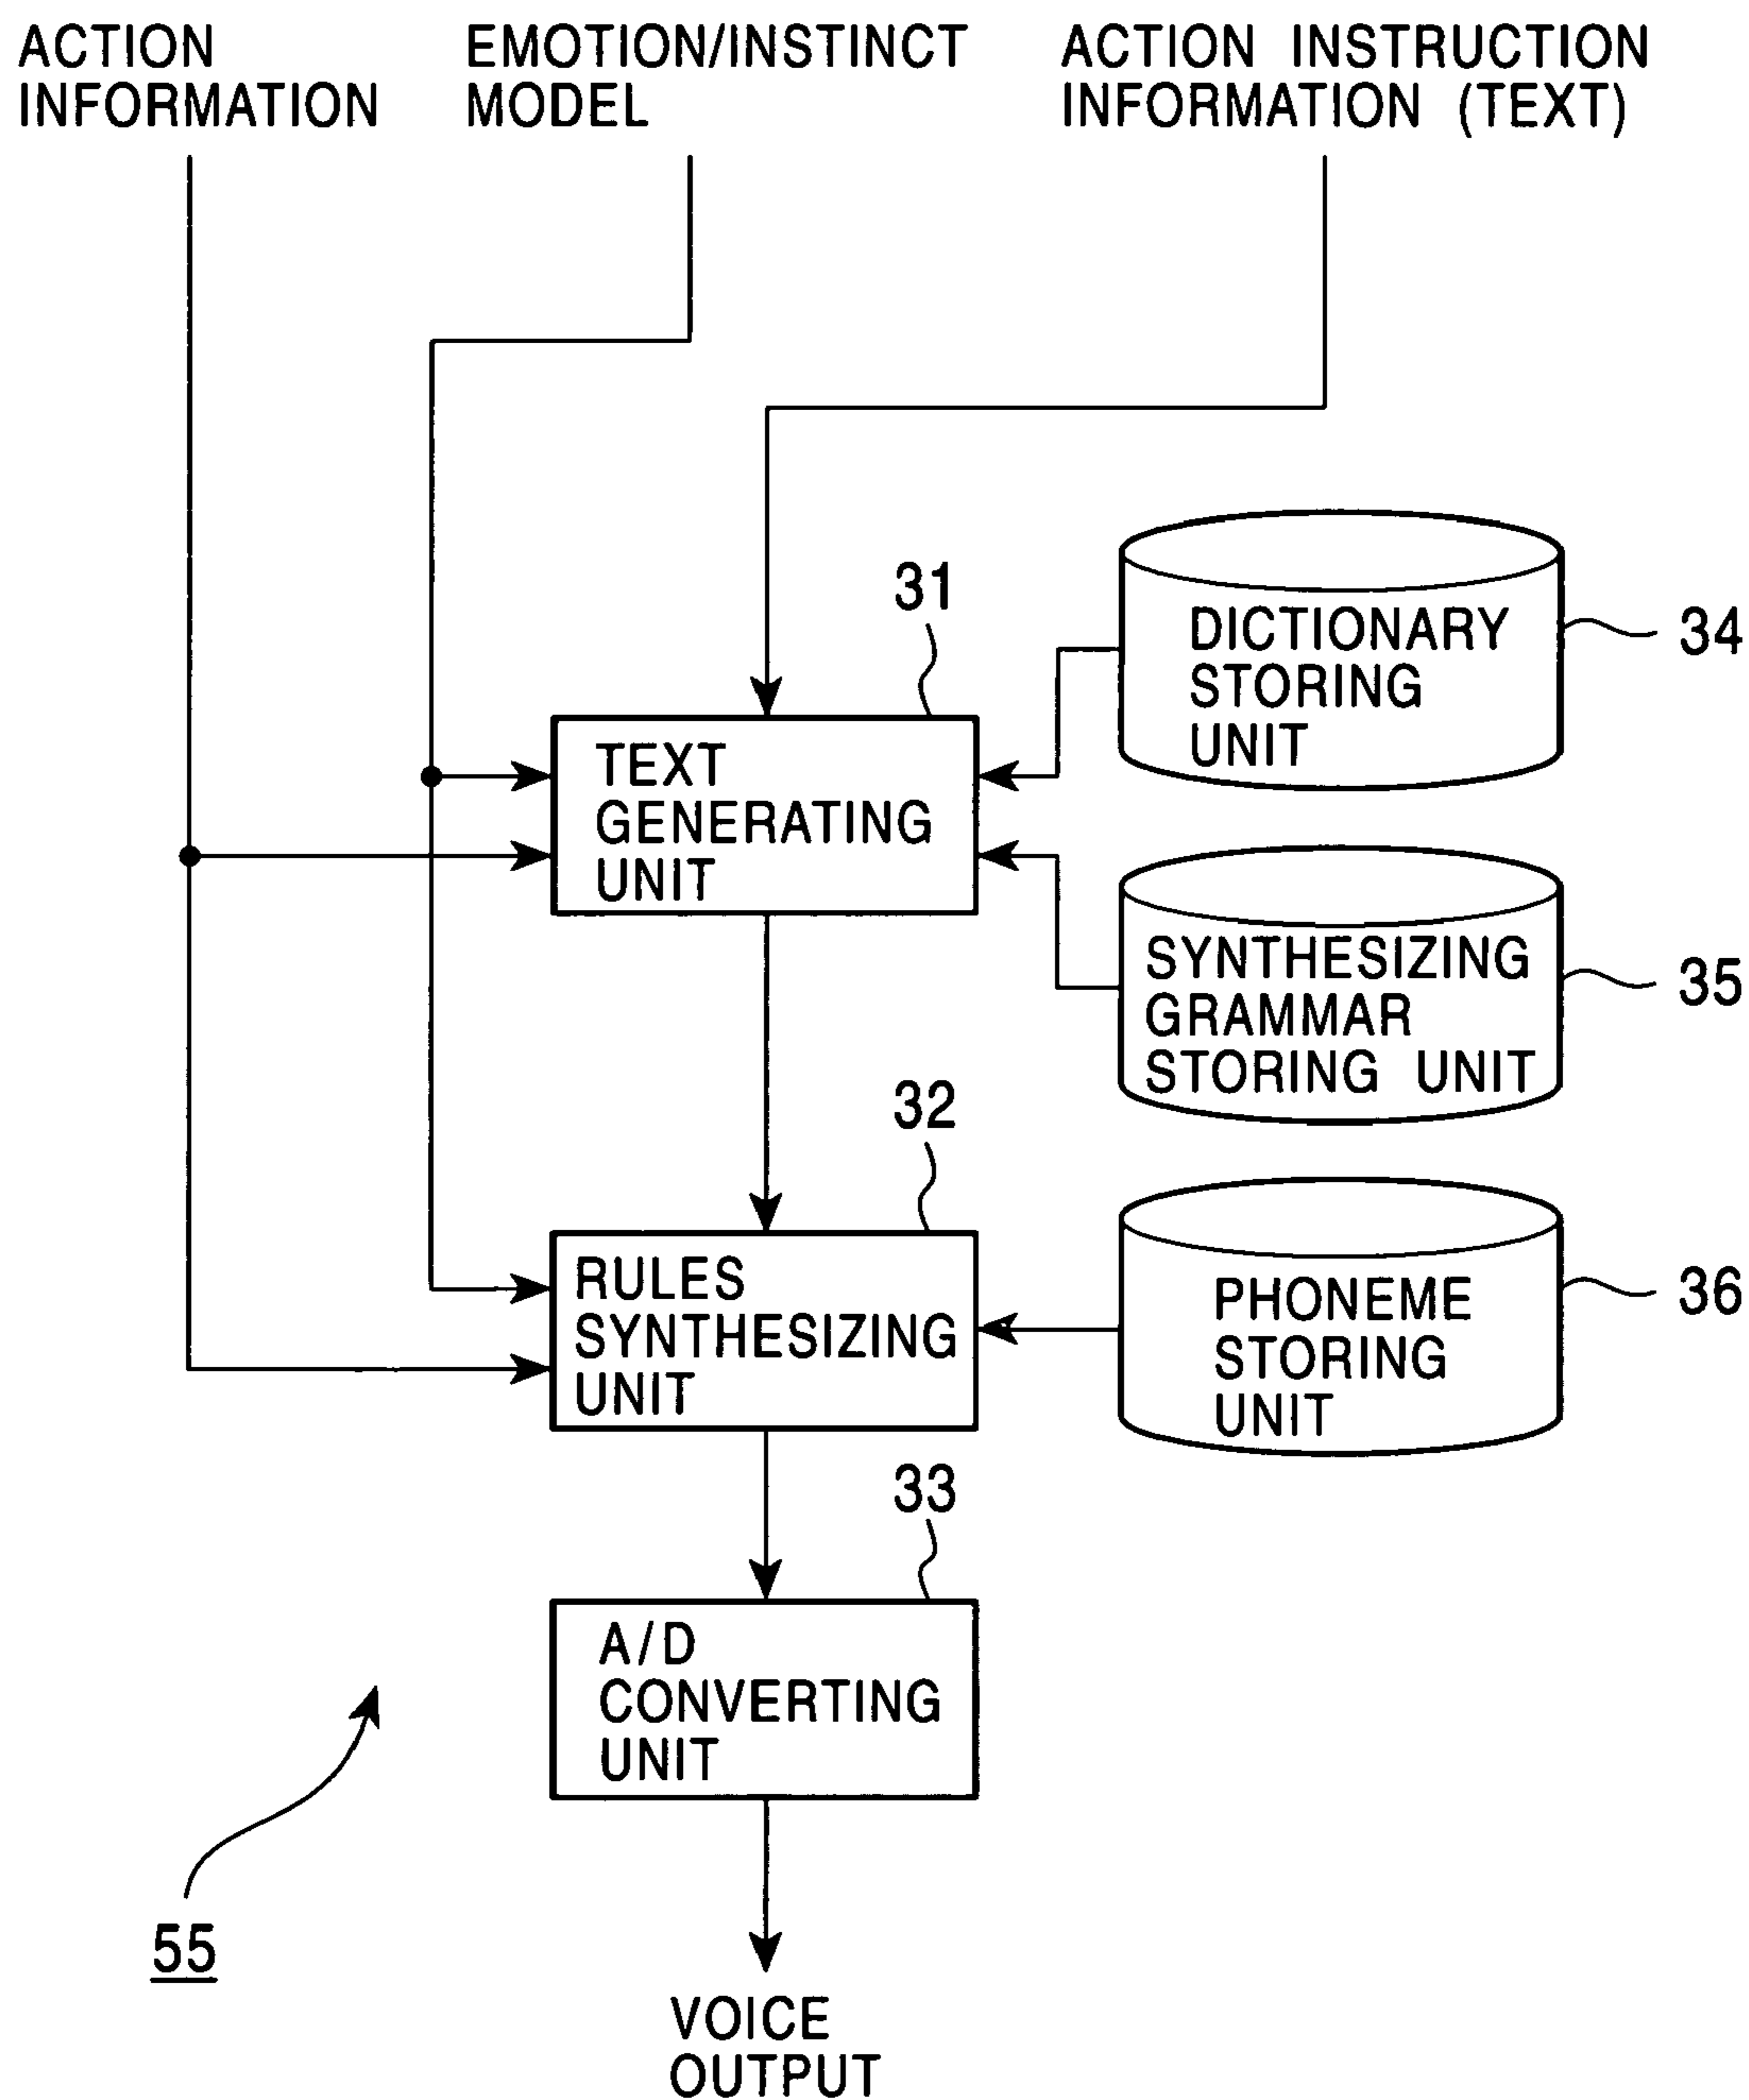 ACTION
INFORMATION
EMOTION/INSTINCT
MODEL
ACTION INSTRUCTION
INFORMATION (TEXT)
31
DICTIONARY
STORING
UNIT
34
TEXT
GENERATING
UNIT
SYNTHESIZING
GRAMMAR
STORING UNIT
35
32
RULES
SYNTHESIZING
UNIT
PHONEME
STORING
UNIT
36
33
A/D
CONVERTING
UNIT
55
VOICE
OUTPUT